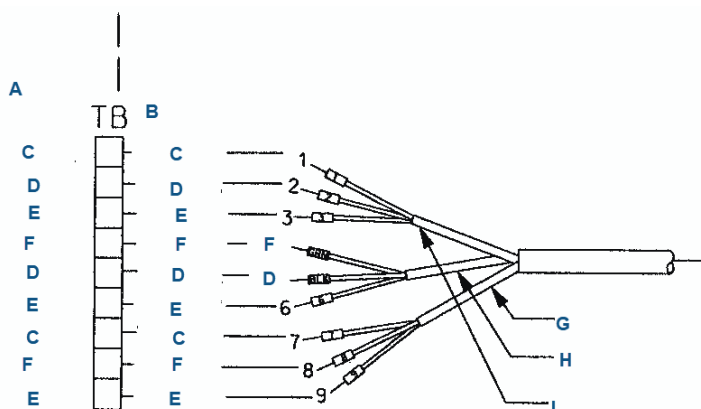 A
TB B
C C 1
D D 2
E E 3
F F F
D D D
E E 6
C C 7
F F 8
E E 9
G
H
I